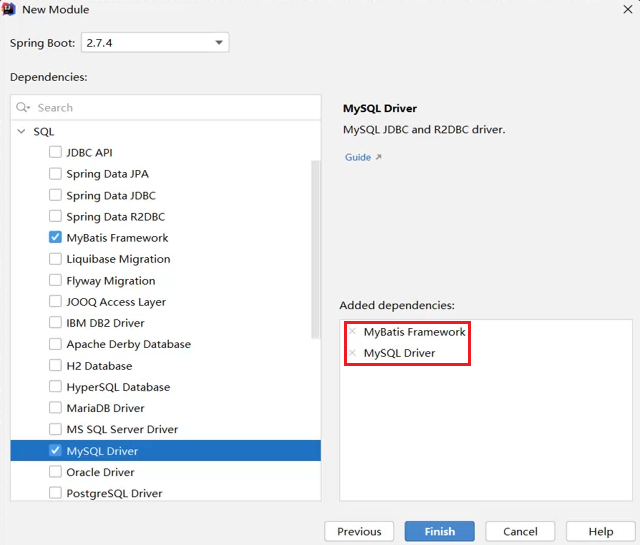 New Module
Spring Boot: 2.7.4
Dependencies:
Search
SQL
JDBC API
Spring Data JPA
Spring Data JDBC
Spring Data R2DBC
MyBatis Framework
Liquibase Migration
Flyway Migration
JOOQ Access Layer
IBM DB2 Driver
Apache Derby Database
H2 Database
HyperSQL Database
MariaDB Driver
MS SQL Server Driver
MySQL Driver
Oracle Driver
PostgreSQL Driver
MySQL Driver
MySQL JDBC and R2DBC driver.
Guide
Added dependencies:
MyBatis Framework
MySQL Driver
Previous Finish Cancel Help